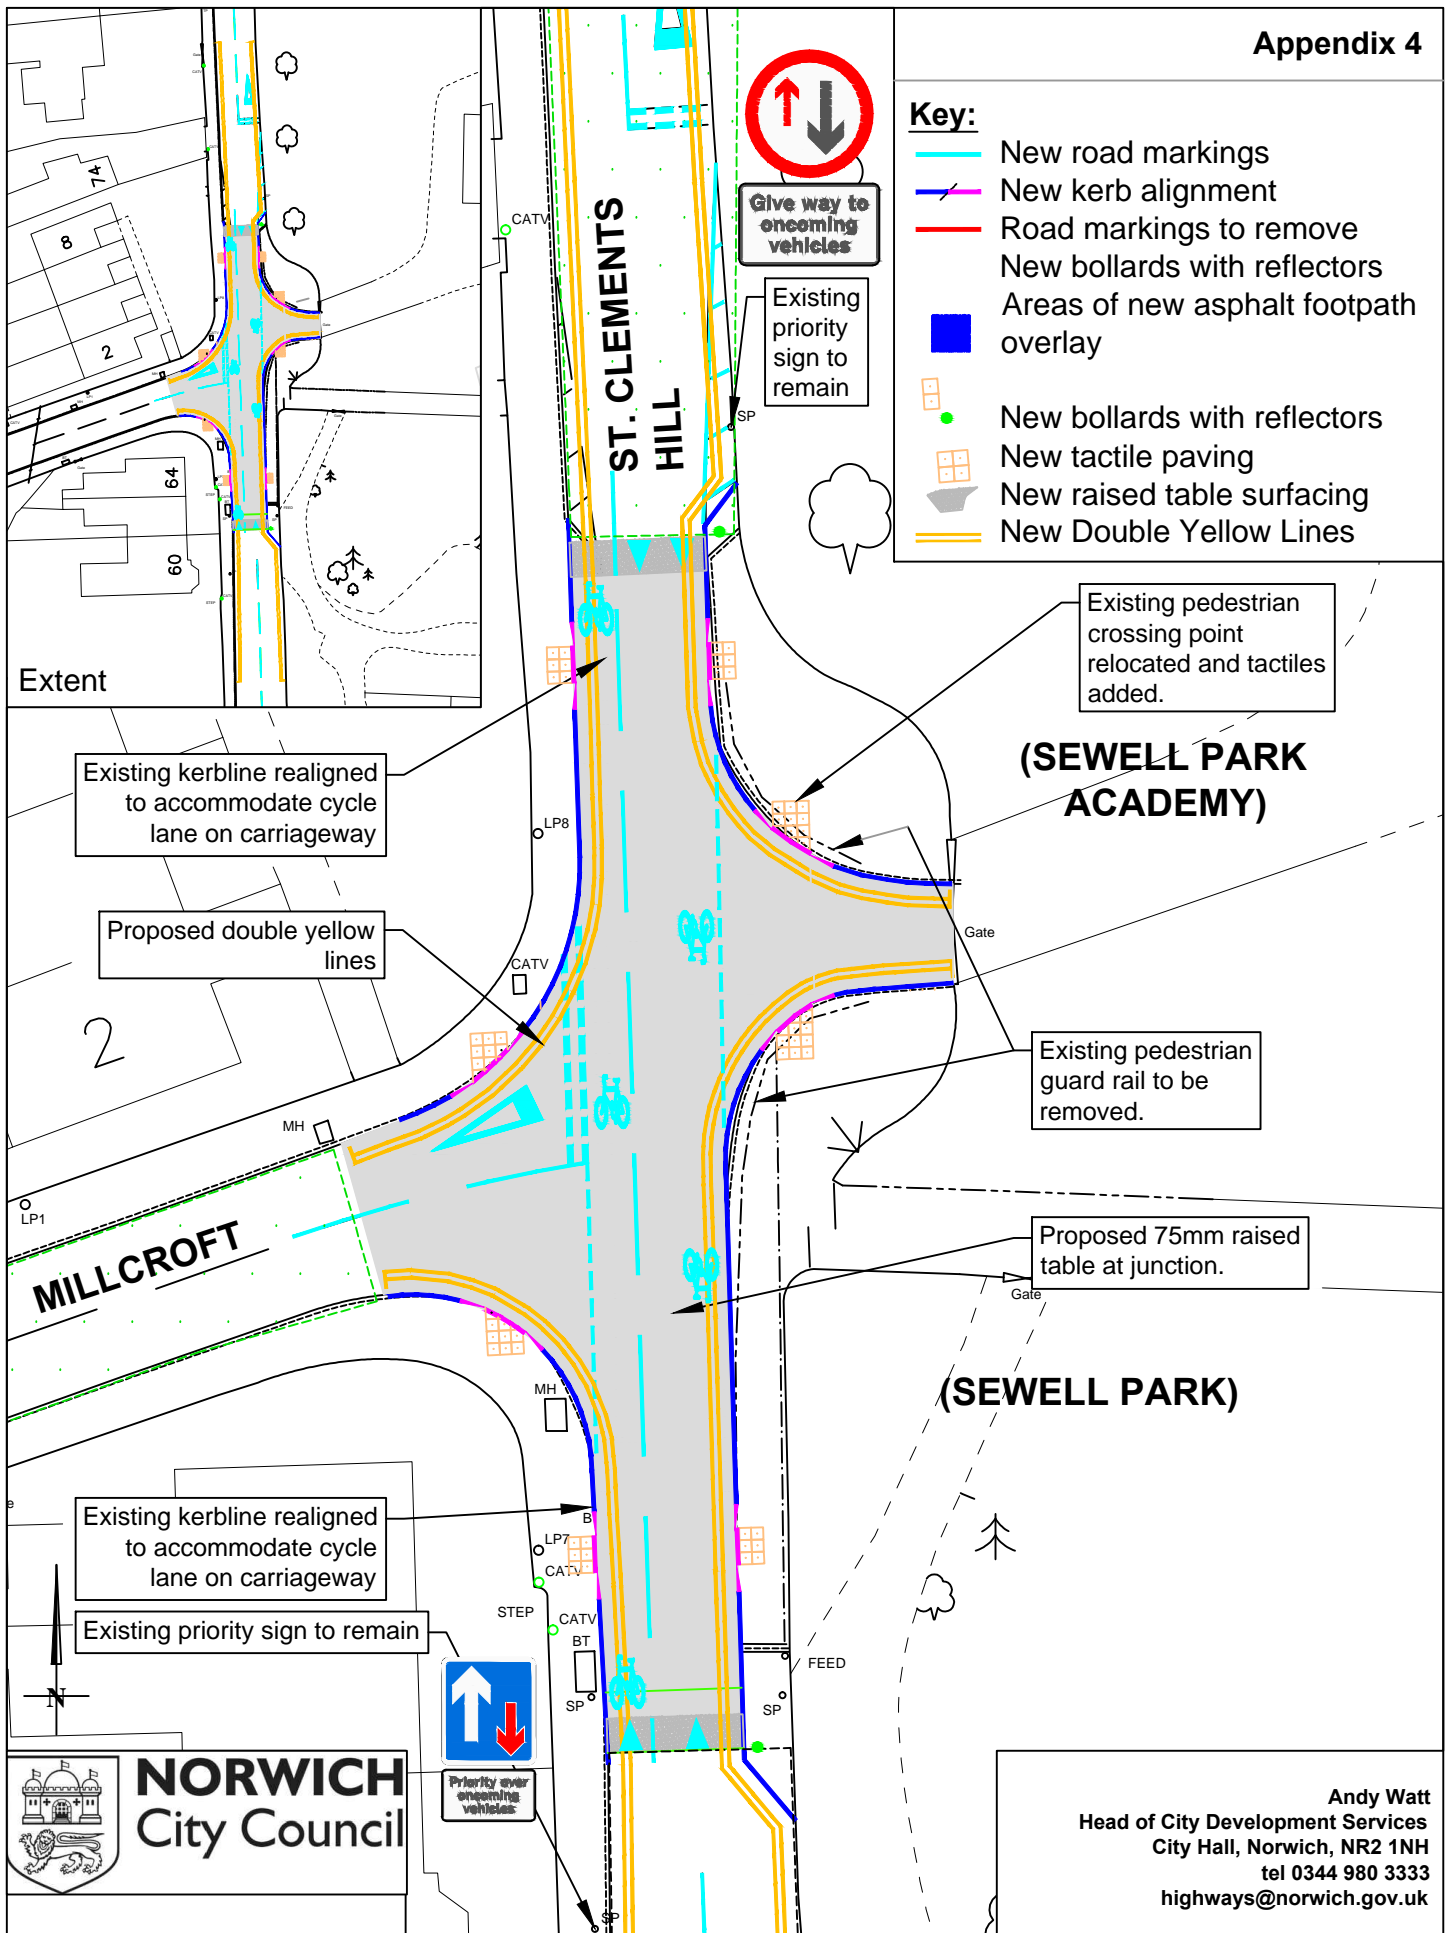 Appendix 4
Key:
New road markings
New kerb alignment
Road markings to remove
New bollards with reflectors
Areas of new asphalt footpath
overlay
New bollards with reflectors
New tactile paving
New raised table surfacing
New Double Yellow Lines
74
8
2
64
60
Extent
ST. CLEMENTS
HILL
Give way to
oncoming
vehicles
CATV
Existing
priority
sign to
remain
SP
Existing pedestrian
crossing point
relocated and tactiles
added.
(SEWELL PARK
ACADEMY)
Existing kerbline realigned
to accommodate cycle
lane on carriageway
LP8
Proposed double yellow
lines
CATV
Gate
2
Existing pedestrian
guard rail to be
removed.
MH
LP1
MILLCROFT
Proposed 75mm raised
table at junction.
Gate
(SEWELL PARK)
MH
Existing kerbline realigned
to accommodate cycle
lane on carriageway
B
LP7
CATV
STEP
CATV
Existing priority sign to remain
BT
FEED
SP
SP
N
Priority over
oncoming
vehicles
NORWICH
City Council
SP
Andy Watt
Head of City Development Services
City Hall, Norwich, NR2 1NH
tel 0344 980 3333
highways@norwich.gov.uk